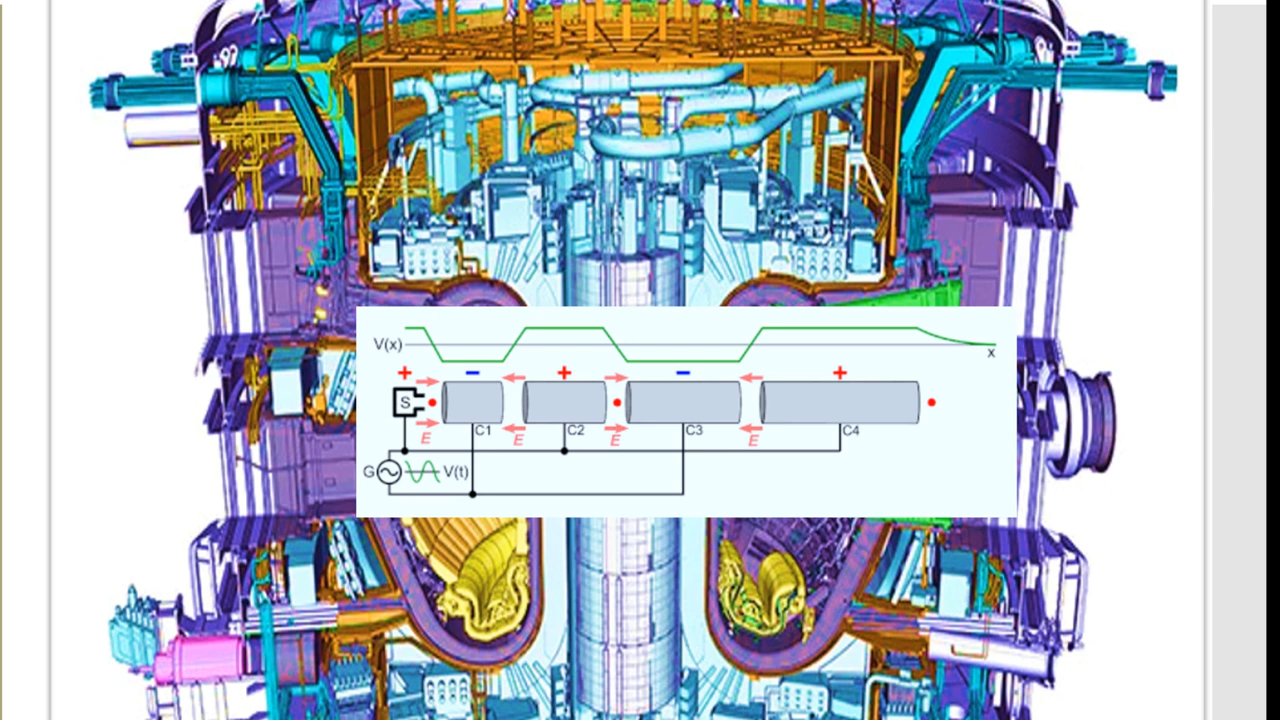 V(x)
x
+ − + − +
S
E E E E
C1 C2 C3 C4
G V(t)